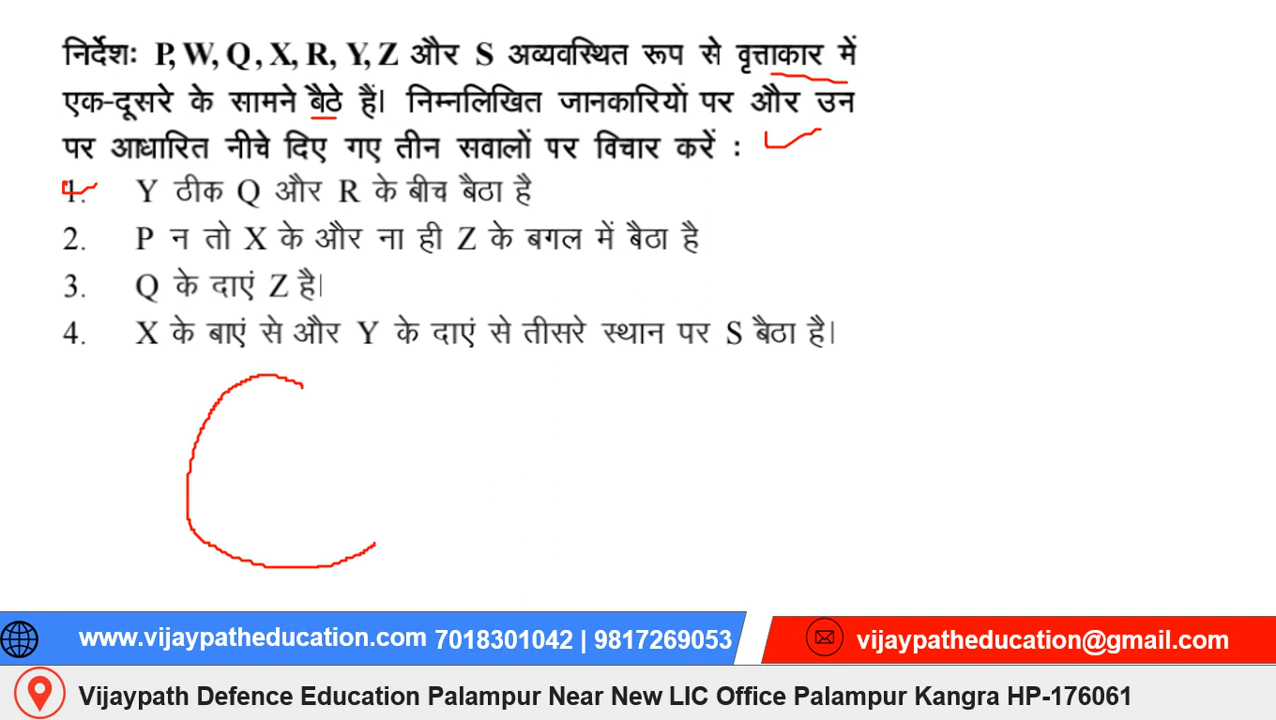 निर्देशः P, W, Q, X, R, Y, Z और S अव्यवस्थित रूप से वृत्ताकार में
एक-दूसरे के सामने बैठे हैं। निम्नलिखित जानकारियों पर और उन
पर आधारित नीचे दिए गए तीन सवालों पर विचार करें :
1. Y ठीक Q और R के बीच बैठा है
2. P न तो X के और ना ही Z के बगल में बैठा है
3. Q के दाएं Z है।
4. X के बाएं से और Y के दाएं से तीसरे स्थान पर S बैठा है।
www.vijaypatheducation.com 7018301042 | 9817269053
vijaypatheducation@gmail.com
Vijaypath Defence Education Palampur Near New LIC Office Palampur Kangra HP-176061